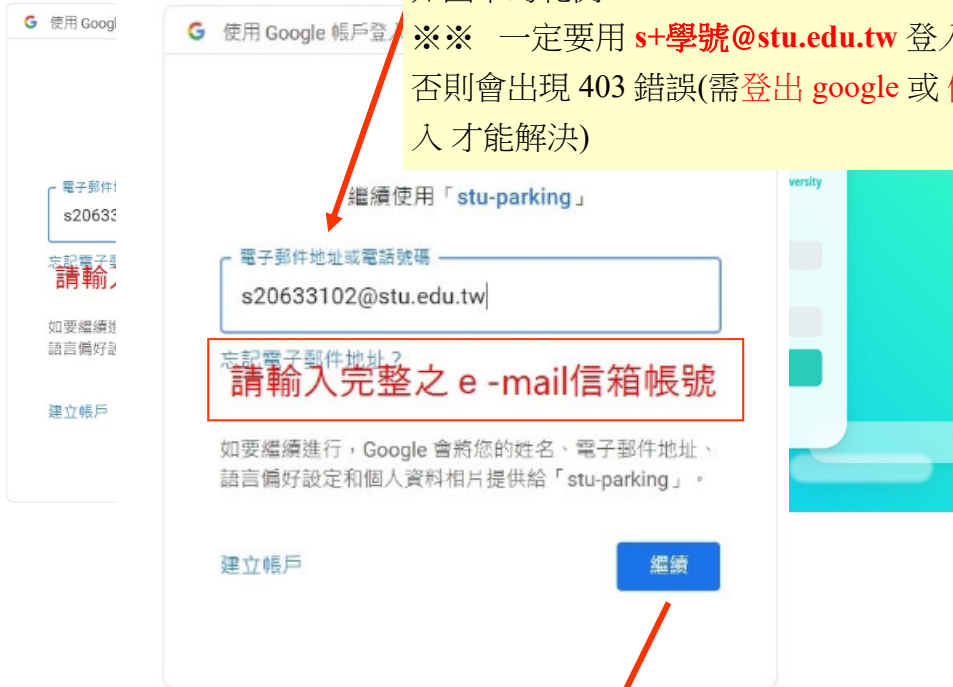 ※※ 一定要用 s+學號@stu.edu.tw 登入
否則會出現 403 錯誤(需登出 google 或
入 才能解決)
使用 Goog
電子郵件
s20633
請輸入
如要繼續
語言偏好
建立帳戶
使用 Google 帳戶登入
繼續使用「stu-parking」
電子郵件地址或電話號碼
s20633102@stu.edu.tw
忘記電子郵件地址？
請輸入完整之 e -mail信箱帳號
如要繼續進行，Google 會將您的姓名、電子郵件地址、
語言偏好設定和個人資料相片提供給「stu-parking」。
建立帳戶
繼續
versity